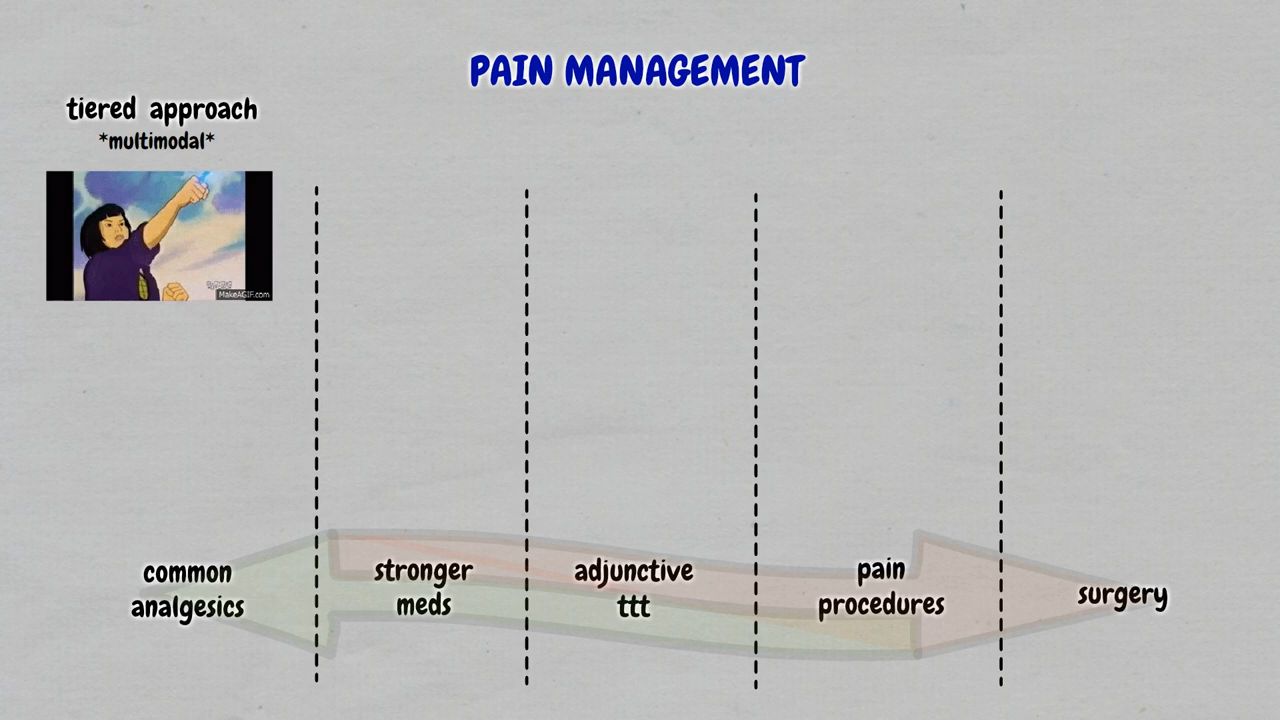 PAIN MANAGEMENT
tiered approach
*multimodal*
MakeAGIF.com
common
analgesics
stronger
meds
adjunctive
ttt
pain
procedures
surgery